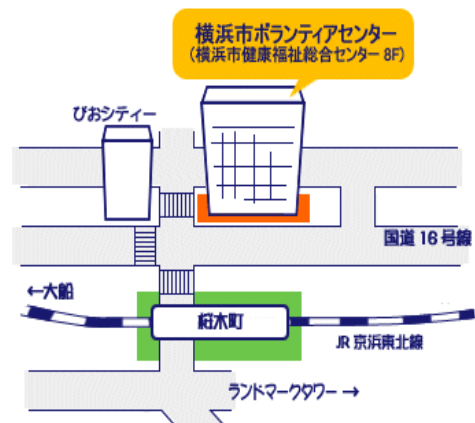 横浜市ボランティアセンター
(横浜市健康福祉総合センター 8F)
ぴおシティー
国道 16 号線
←大船
桜木町
JR 京浜東北線
ランドマークタワー →